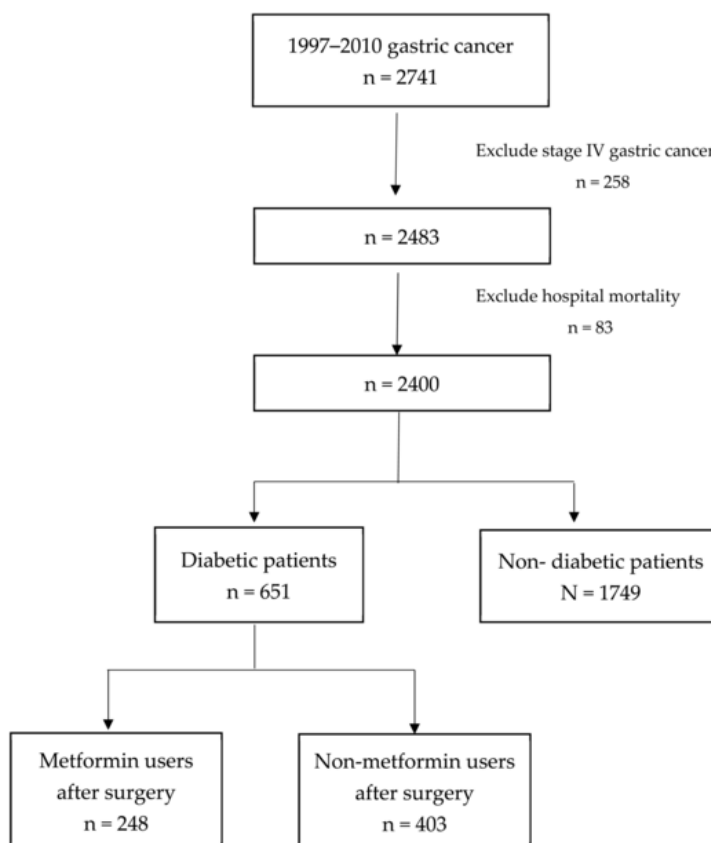 1997–2010 gastric cancer
n = 2741
Exclude stage IV gastric cancer
n = 258
n = 2483
Exclude hospital mortality
n = 83
n = 2400
Diabetic patients
n = 651
Non- diabetic patients
N = 1749
Metformin users
after surgery
n = 248
Non-metformin users
after surgery
n = 403